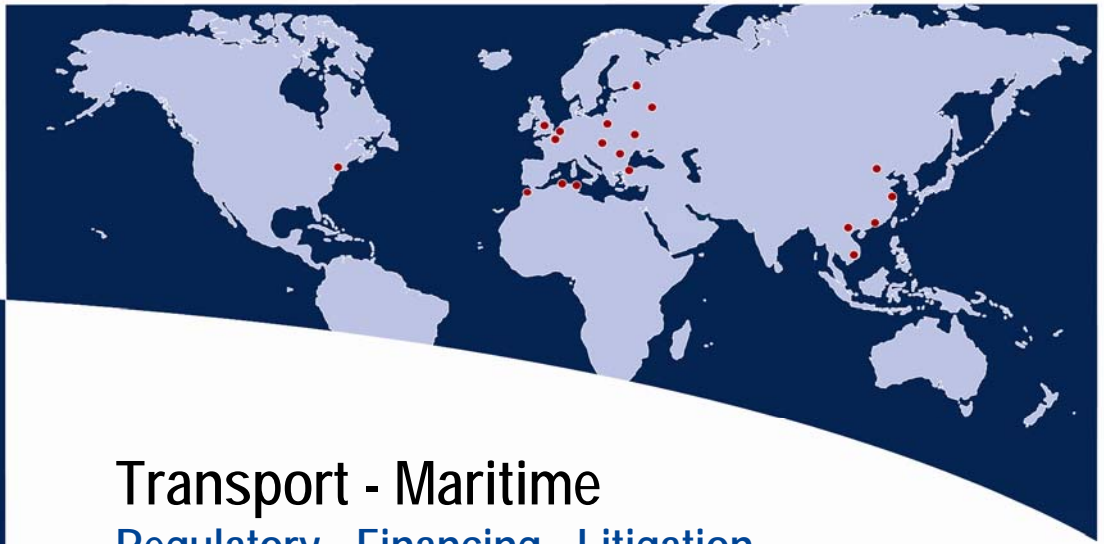 Transport - Maritime
Regulatory - Financing - Litigation